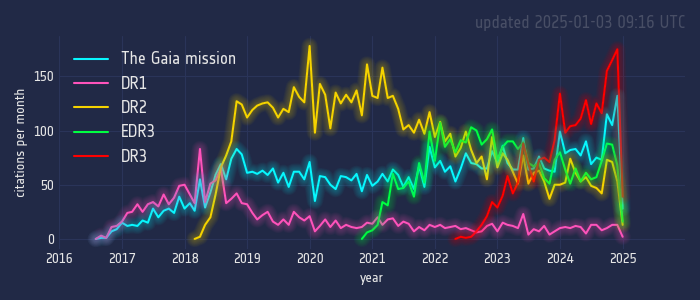 updated 2025-01-03 09:16 UTC
The Gaia mission
DR1
DR2
EDR3
DR3
citations per month
150
100
50
0
2016 2017 2018 2019 2020 2021 2022 2023 2024 2025
year